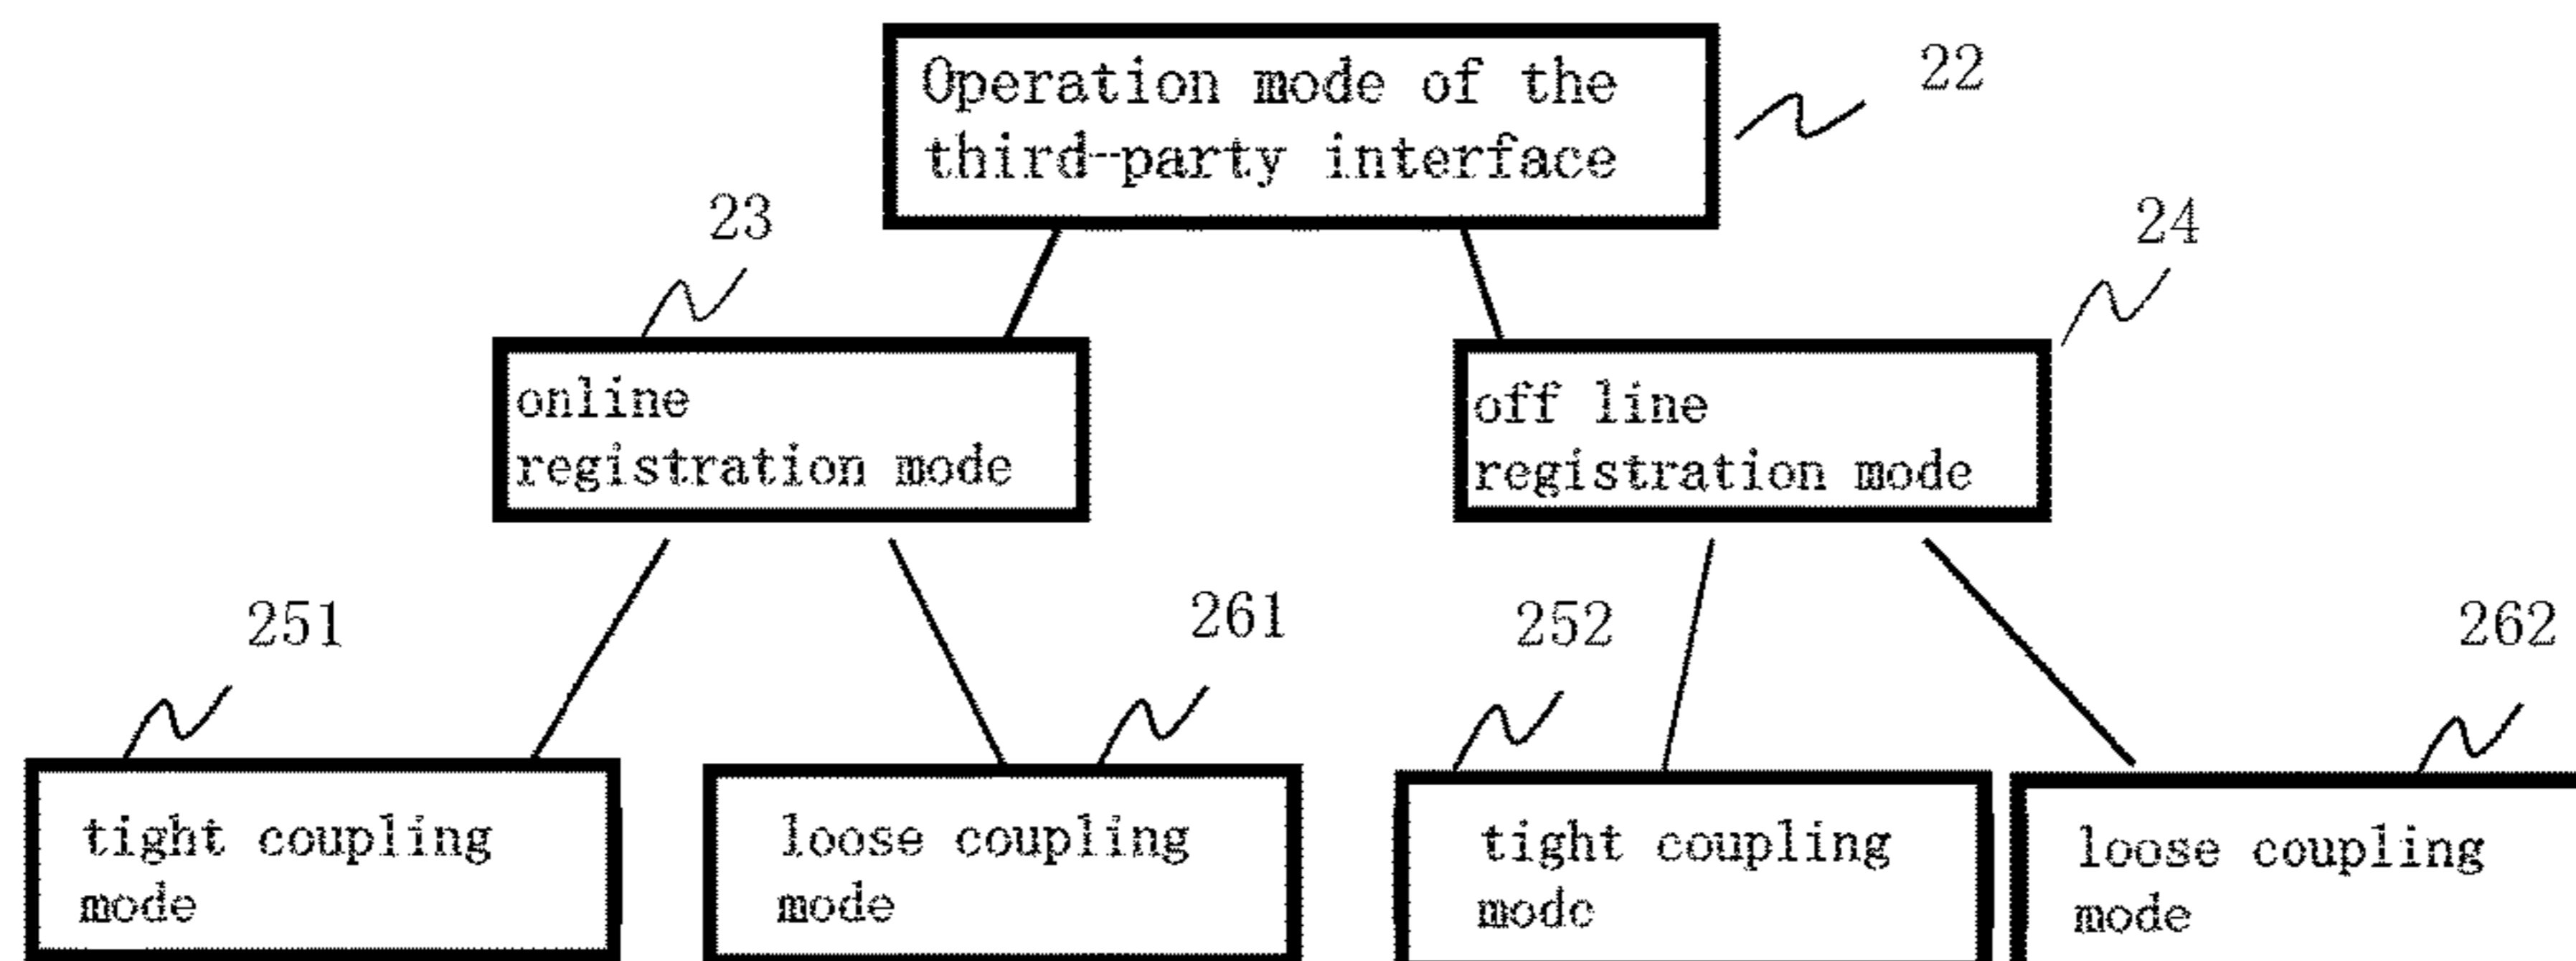 Operation mode of the
third-party interface
22
23
24
online
registration mode
off line
registration mode
251
261
252
262
tight coupling
mode
loose coupling
mode
tight coupling
mode
loose coupling
mode